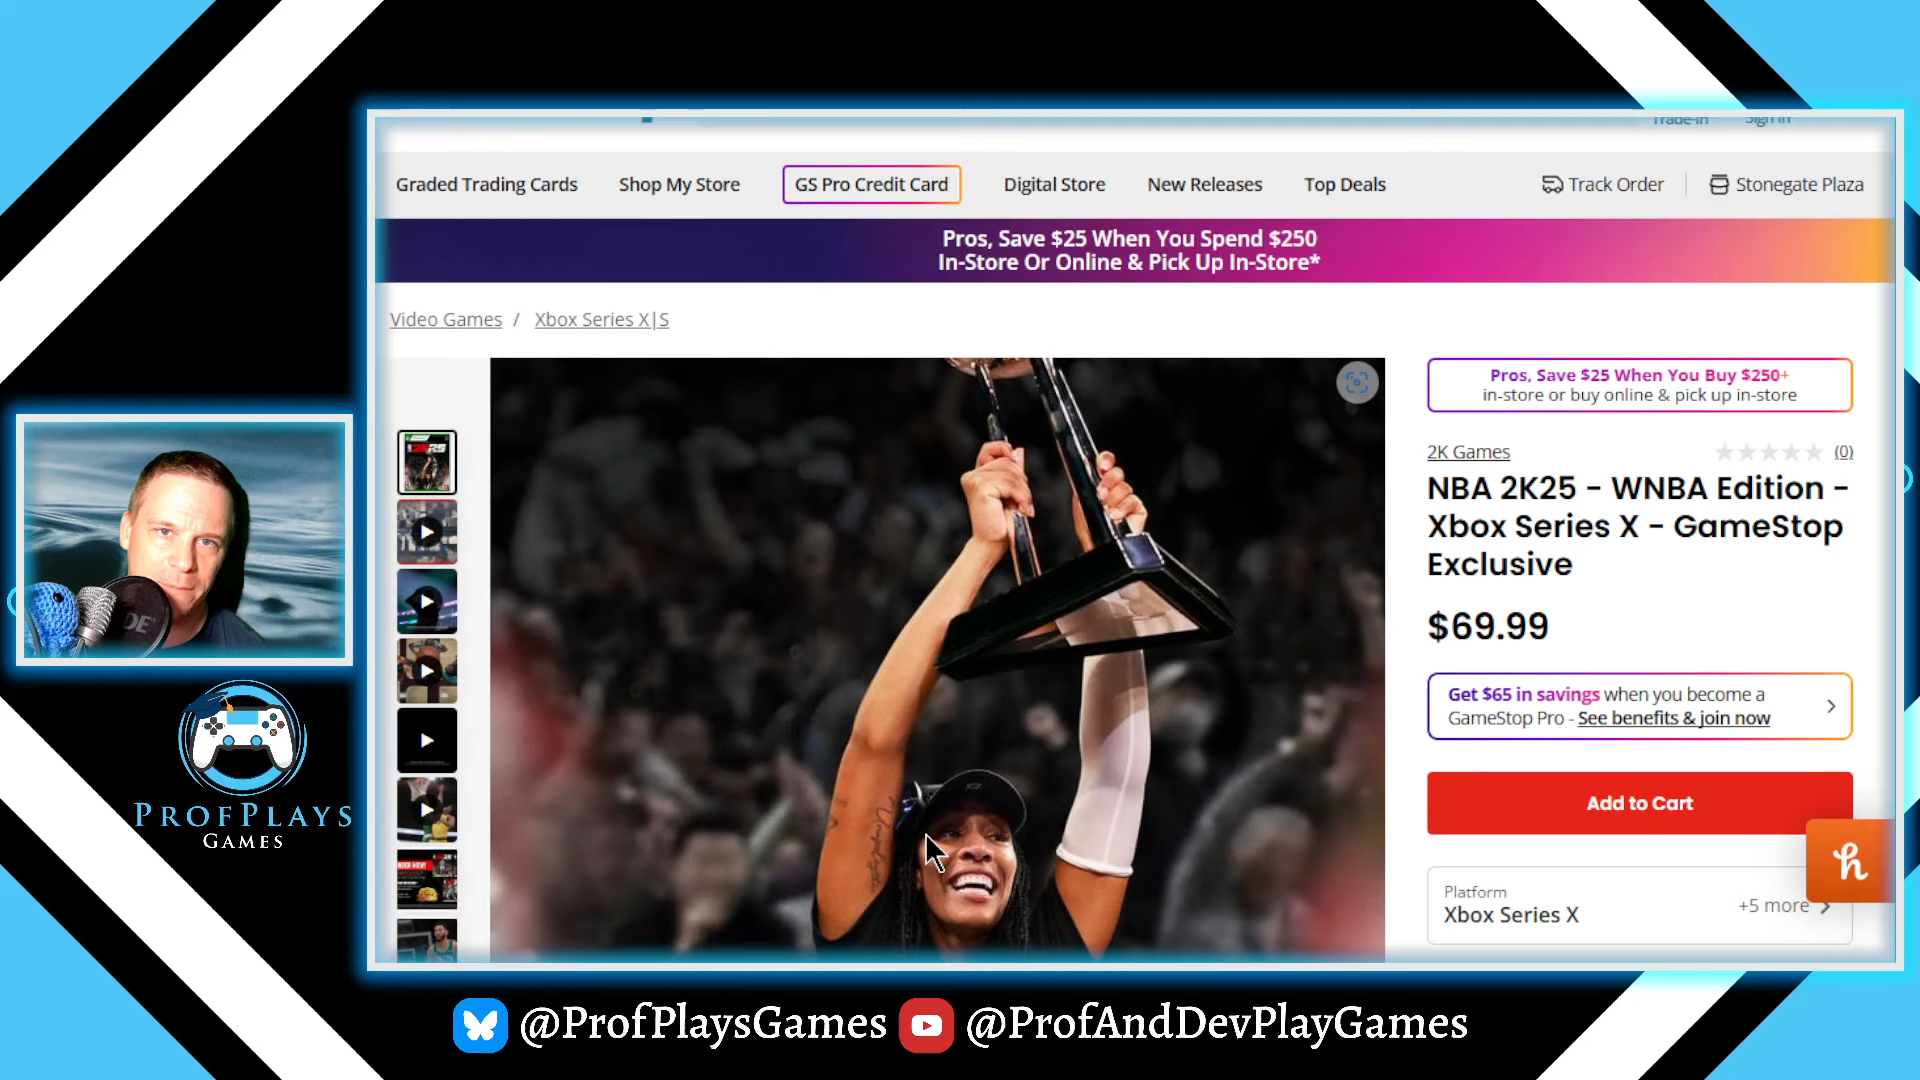 Trade-In Sign In
Graded Trading Cards Shop My Store GS Pro Credit Card Digital Store New Releases Top Deals Track Order Stonegate Plaza
Pros, Save $25 When You Spend $250
In-Store Or Online & Pick Up In-Store*
Video Games / Xbox Series X|S
Pros, Save $25 When You Buy $250+
in-store or buy online & pick up in-store
2K Games (0)
NBA 2K25 - WNBA Edition -
Xbox Series X - GameStop
Exclusive
$69.99
Get $65 in savings when you become a
GameStop Pro - See benefits & join now
Add to Cart
Platform
Xbox Series X +5 more
PROFPLAYS
GAMES
@ProfPlaysGames @ProfAndDevPlayGames